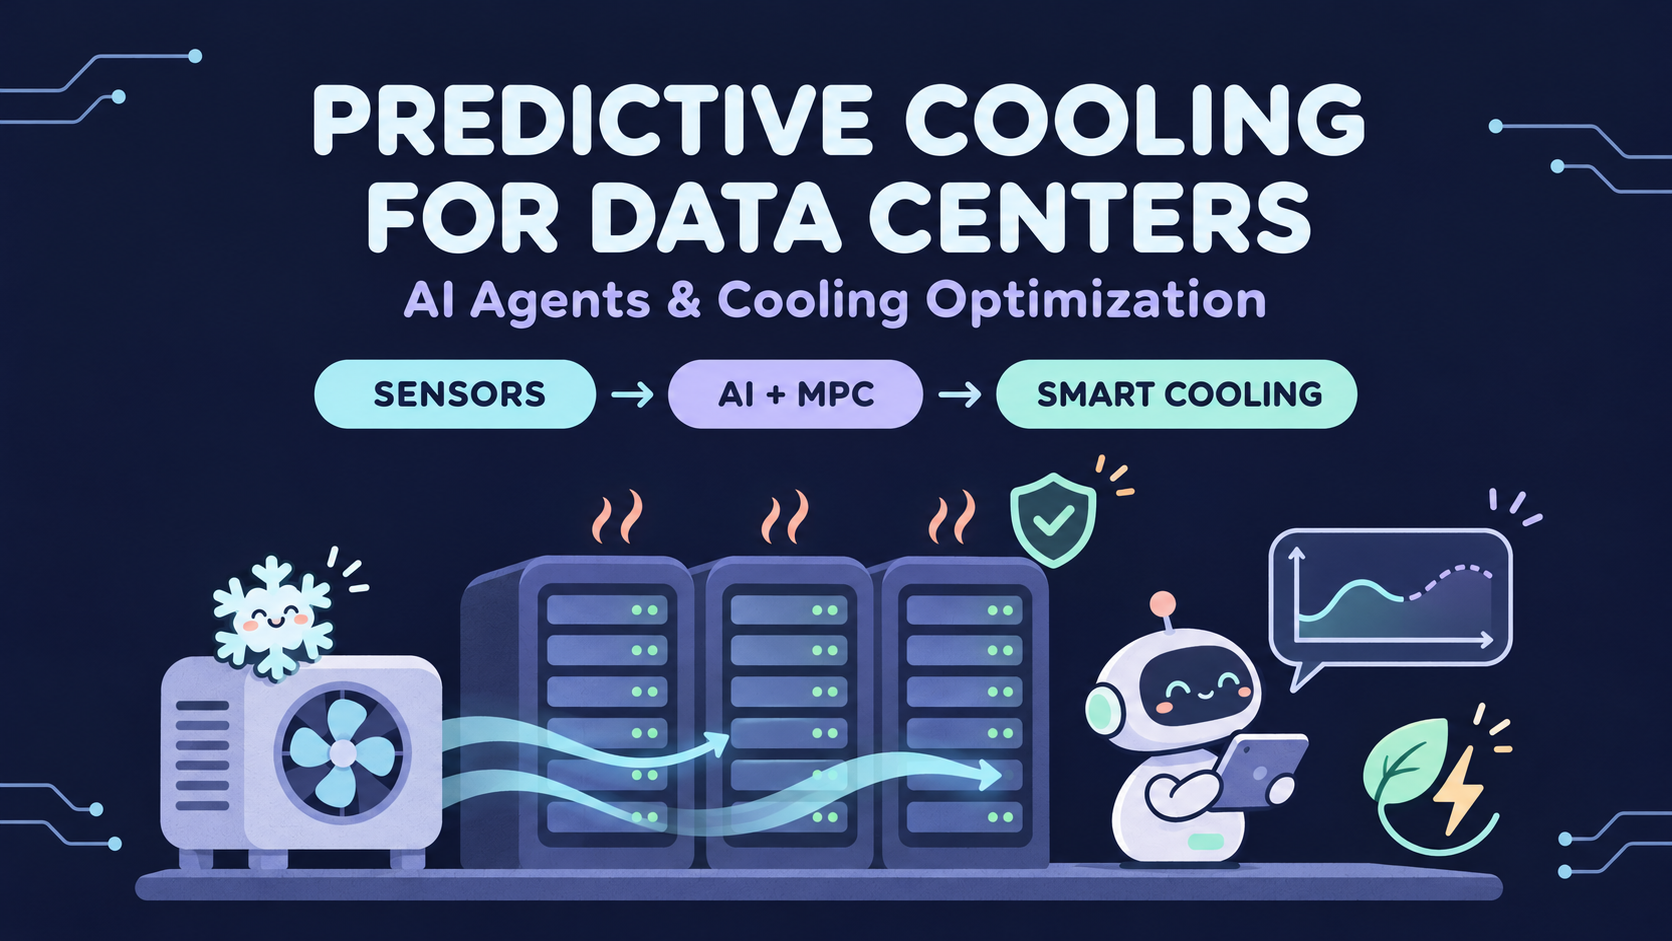 PREDICTIVE COOLING
FOR DATA CENTERS
AI Agents & Cooling Optimization
SENSORS → AI + MPC → SMART COOLING